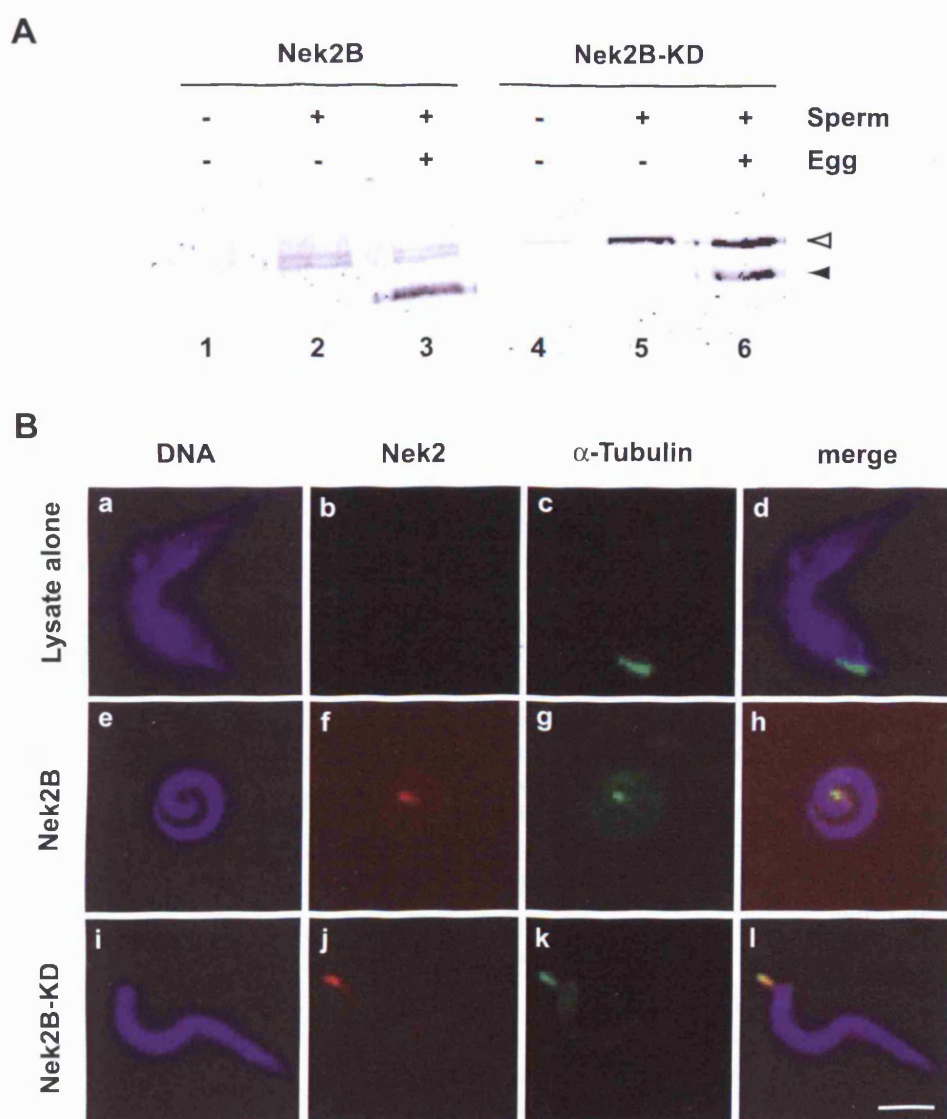 A
Nek2B Nek2B-KD
- + + - + + Sperm
- - + - - + Egg
1 2 3 4 5 6
B
DNA Nek2 α-Tubulin merge
Lysate alone
a b c d
Nek2B
e f g h
Nek2B-KD
i j k l